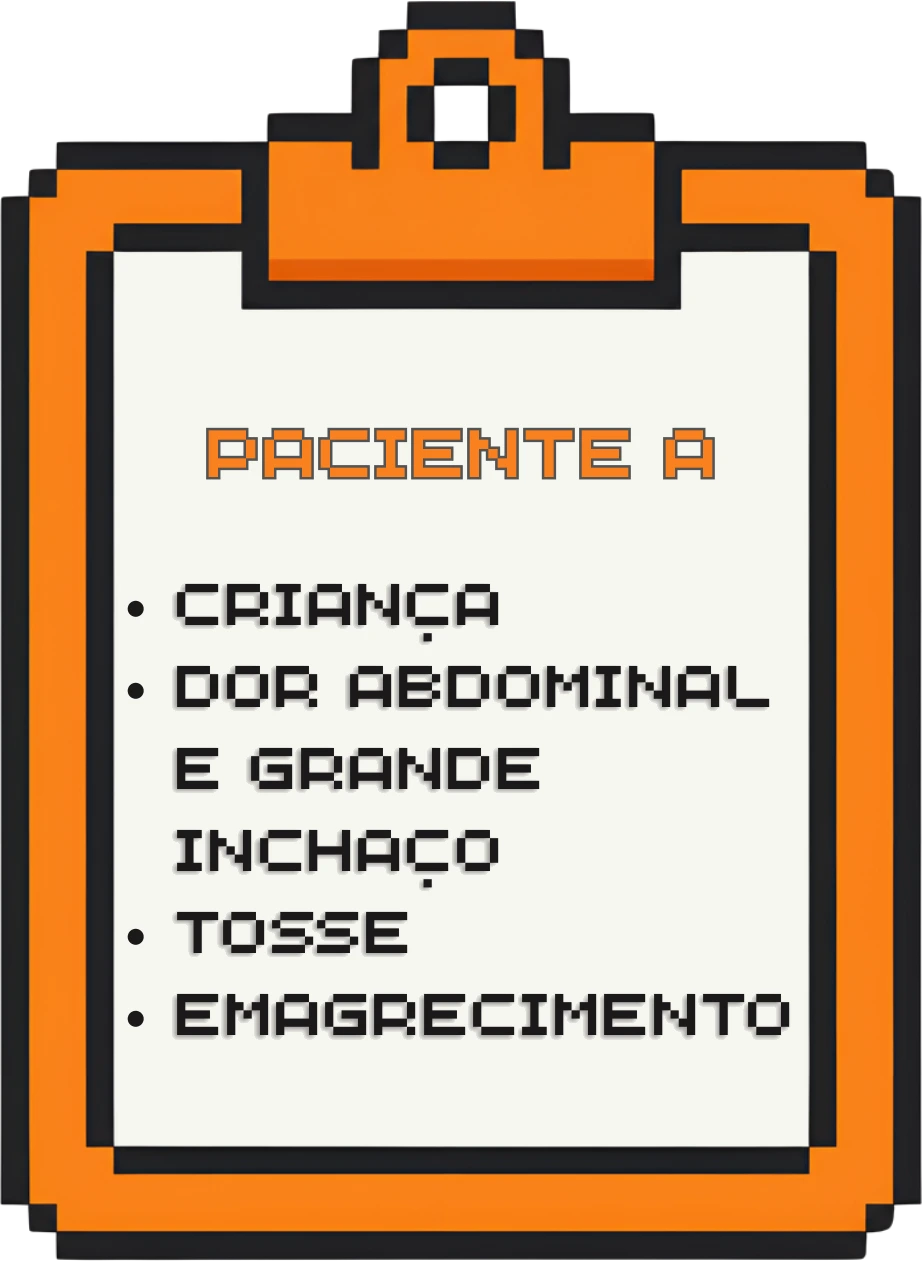 PACIENTE A
• CRIANÇA
• DOR ABDOMINAL
E GRANDE
INCHAÇO
• TOSSE
• EMAGRECIMENTO